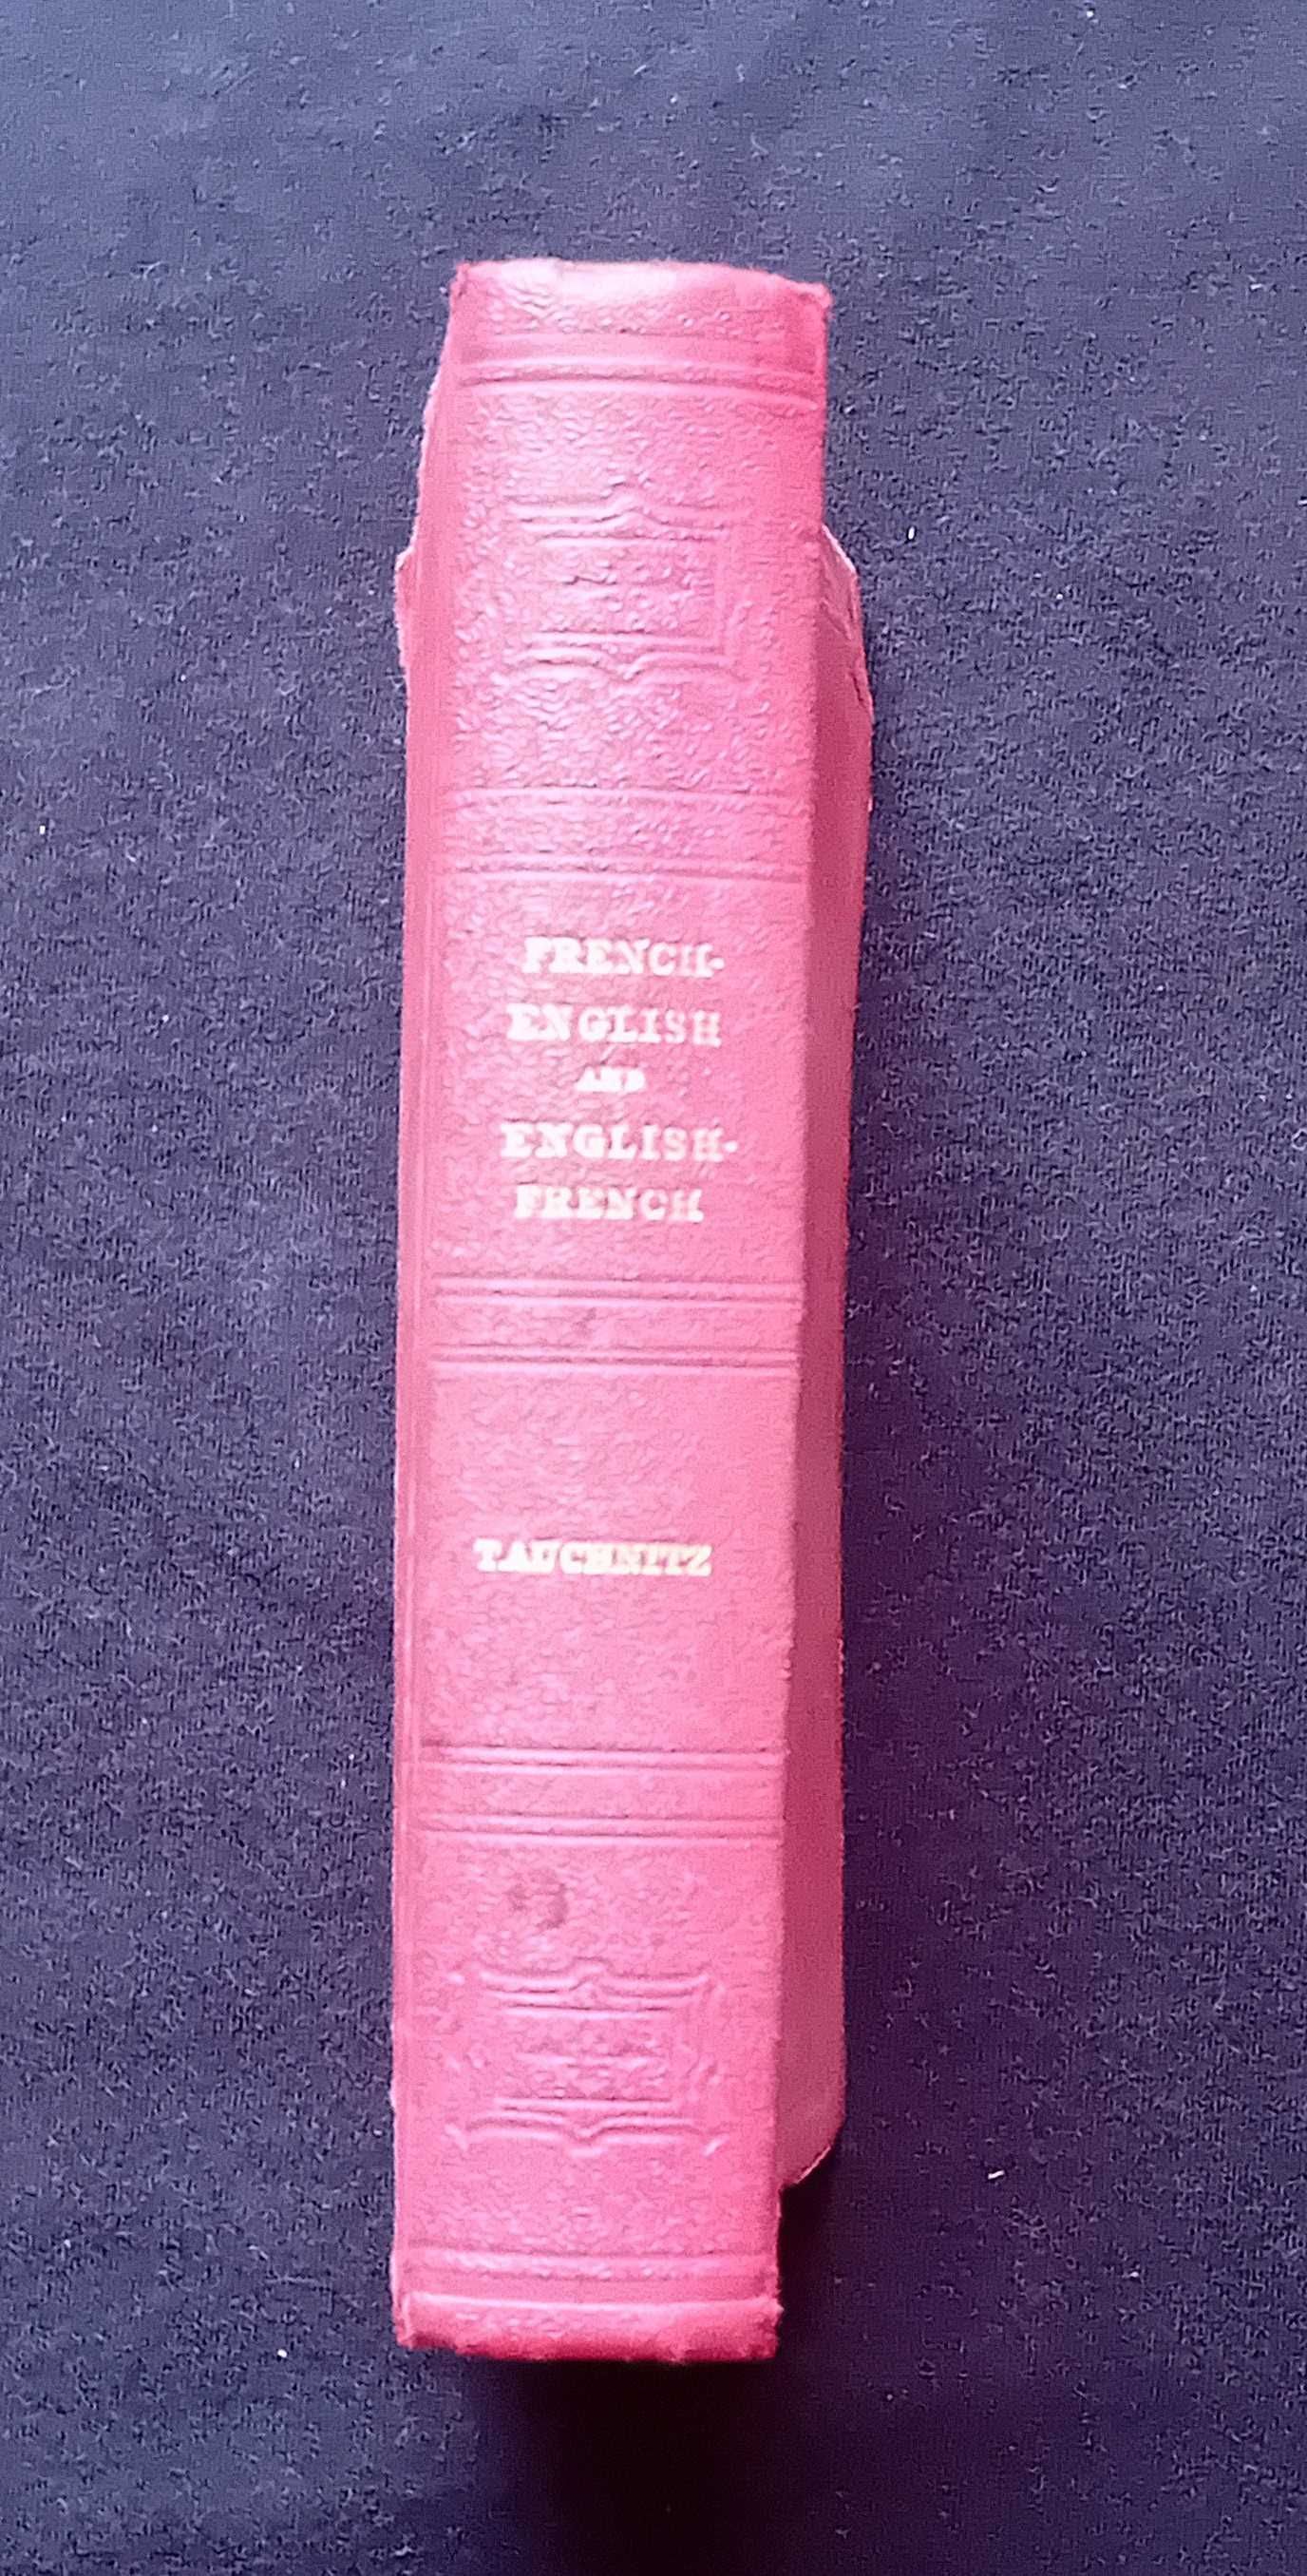 FRENCH-
ENGLISH
AND
ENGLISH-
FRENCH
TAUCHNITZ